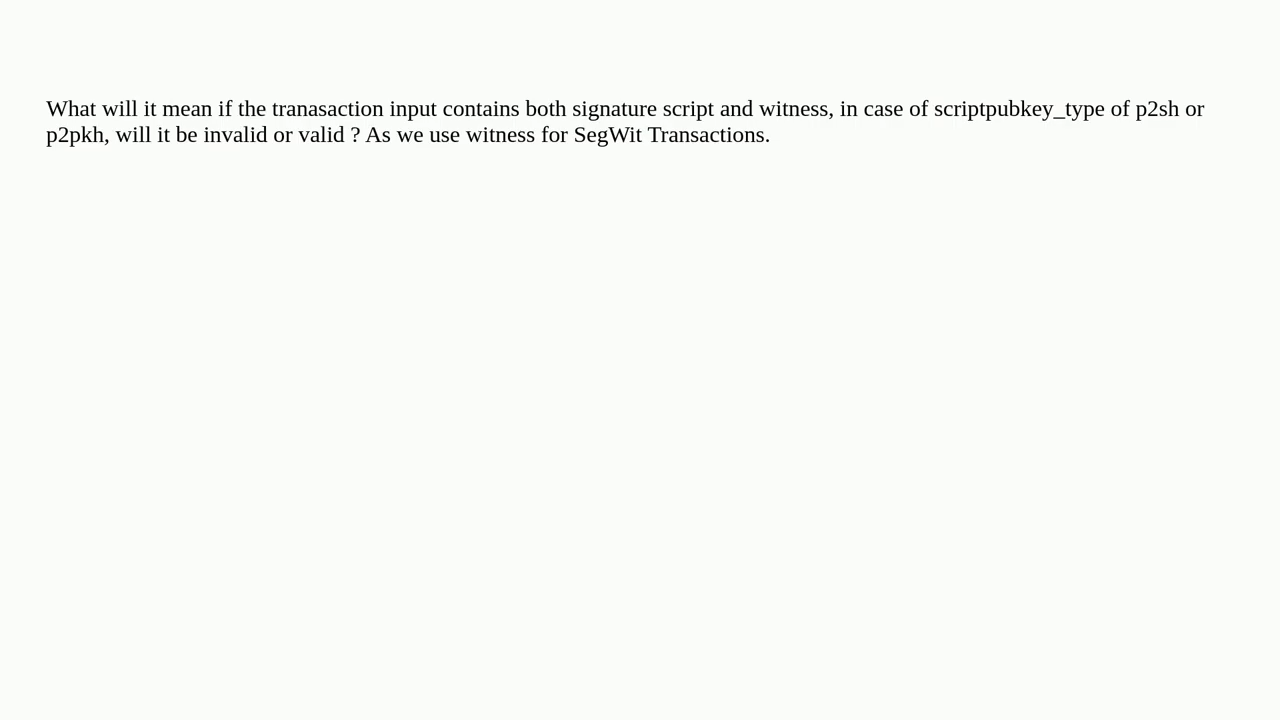 What will it mean if the tranasaction input contains both signature script and witness, in case of scriptpubkey_type of p2sh or
p2pkh, will it be invalid or valid ? As we use witness for SegWit Transactions.